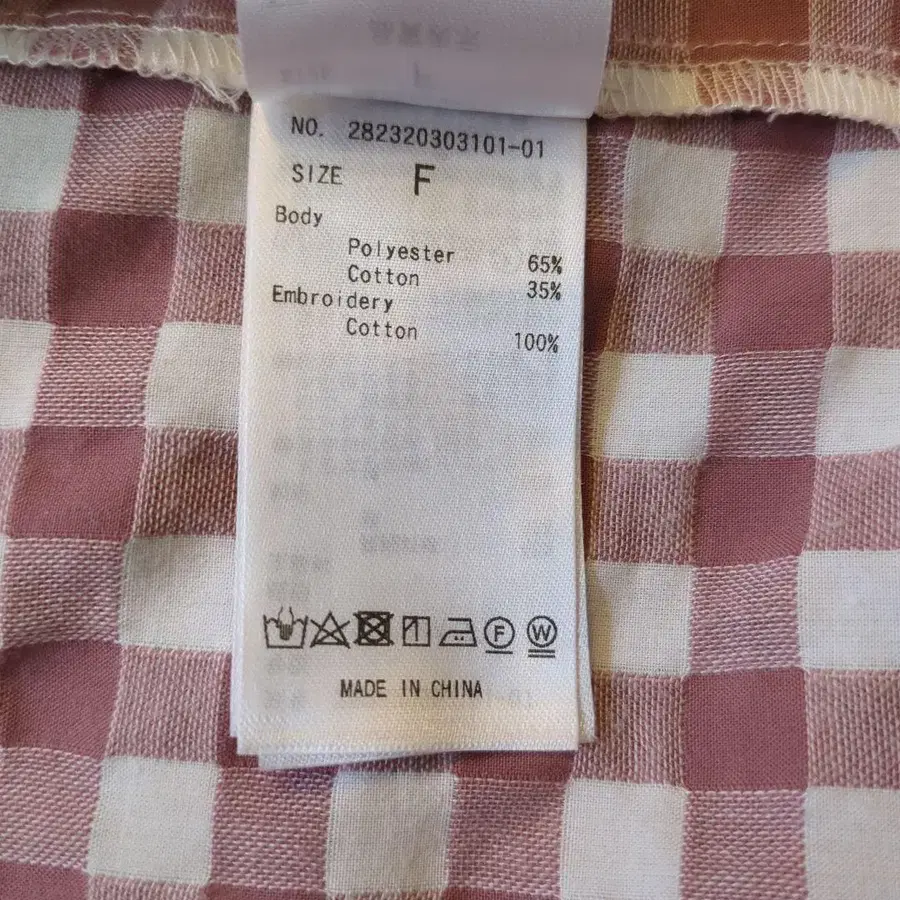 NO. 282320303101-01
SIZE F
Body
Polyester 65%
Cotton 35%
Embroidery
Cotton 100%
F W
MADE IN CHINA